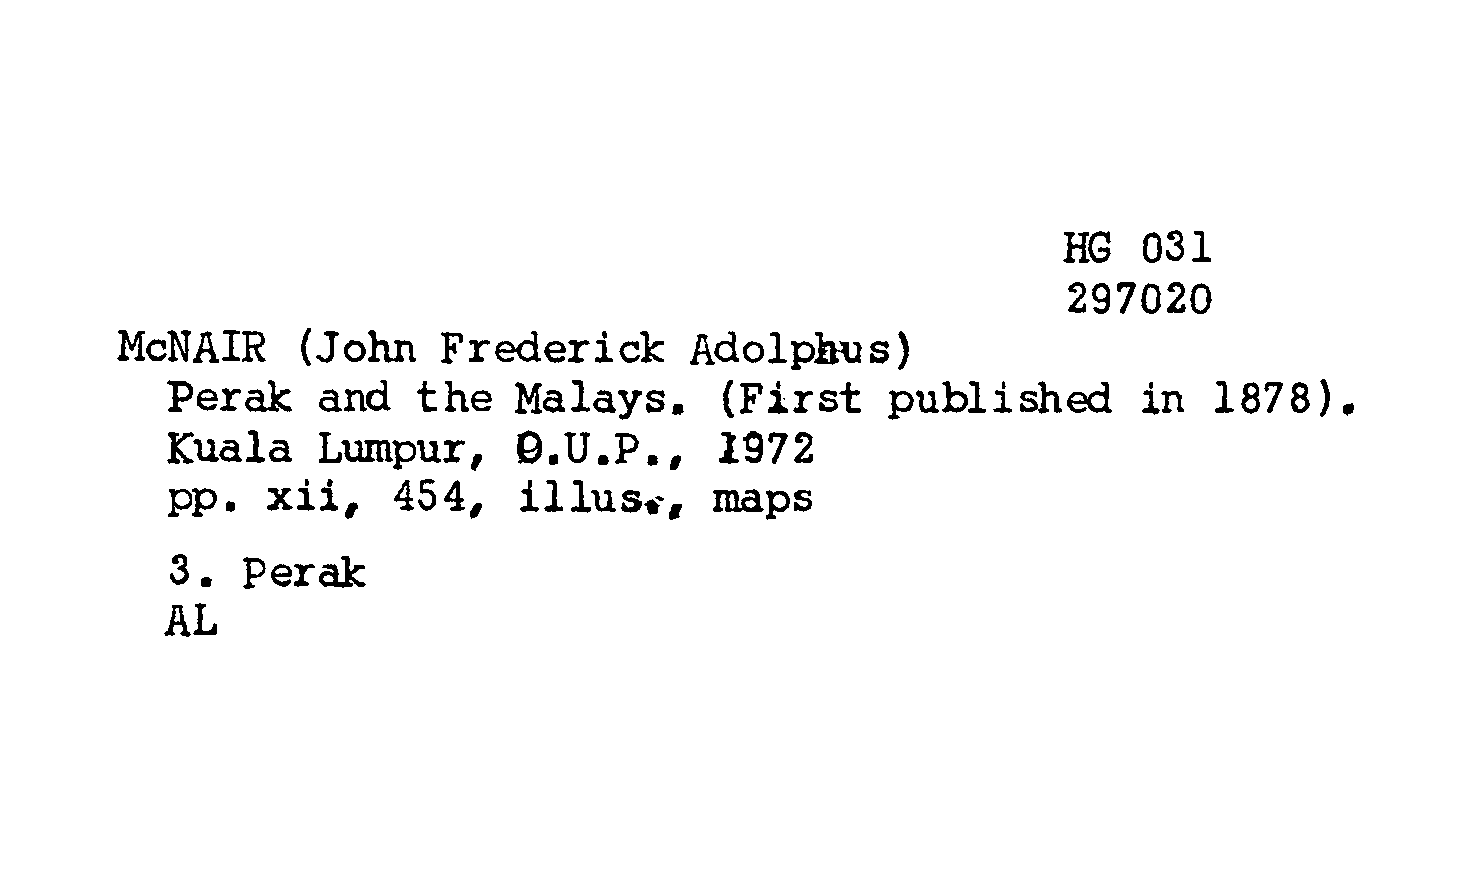 HG 031
297020
McNAIR (John Frederick Adolphus)
Perak and the Malays. (First published in 1878).
Kuala Lumpur, O.U.P., 1972
pp. xii, 454, illus., maps
3. Perak
AL